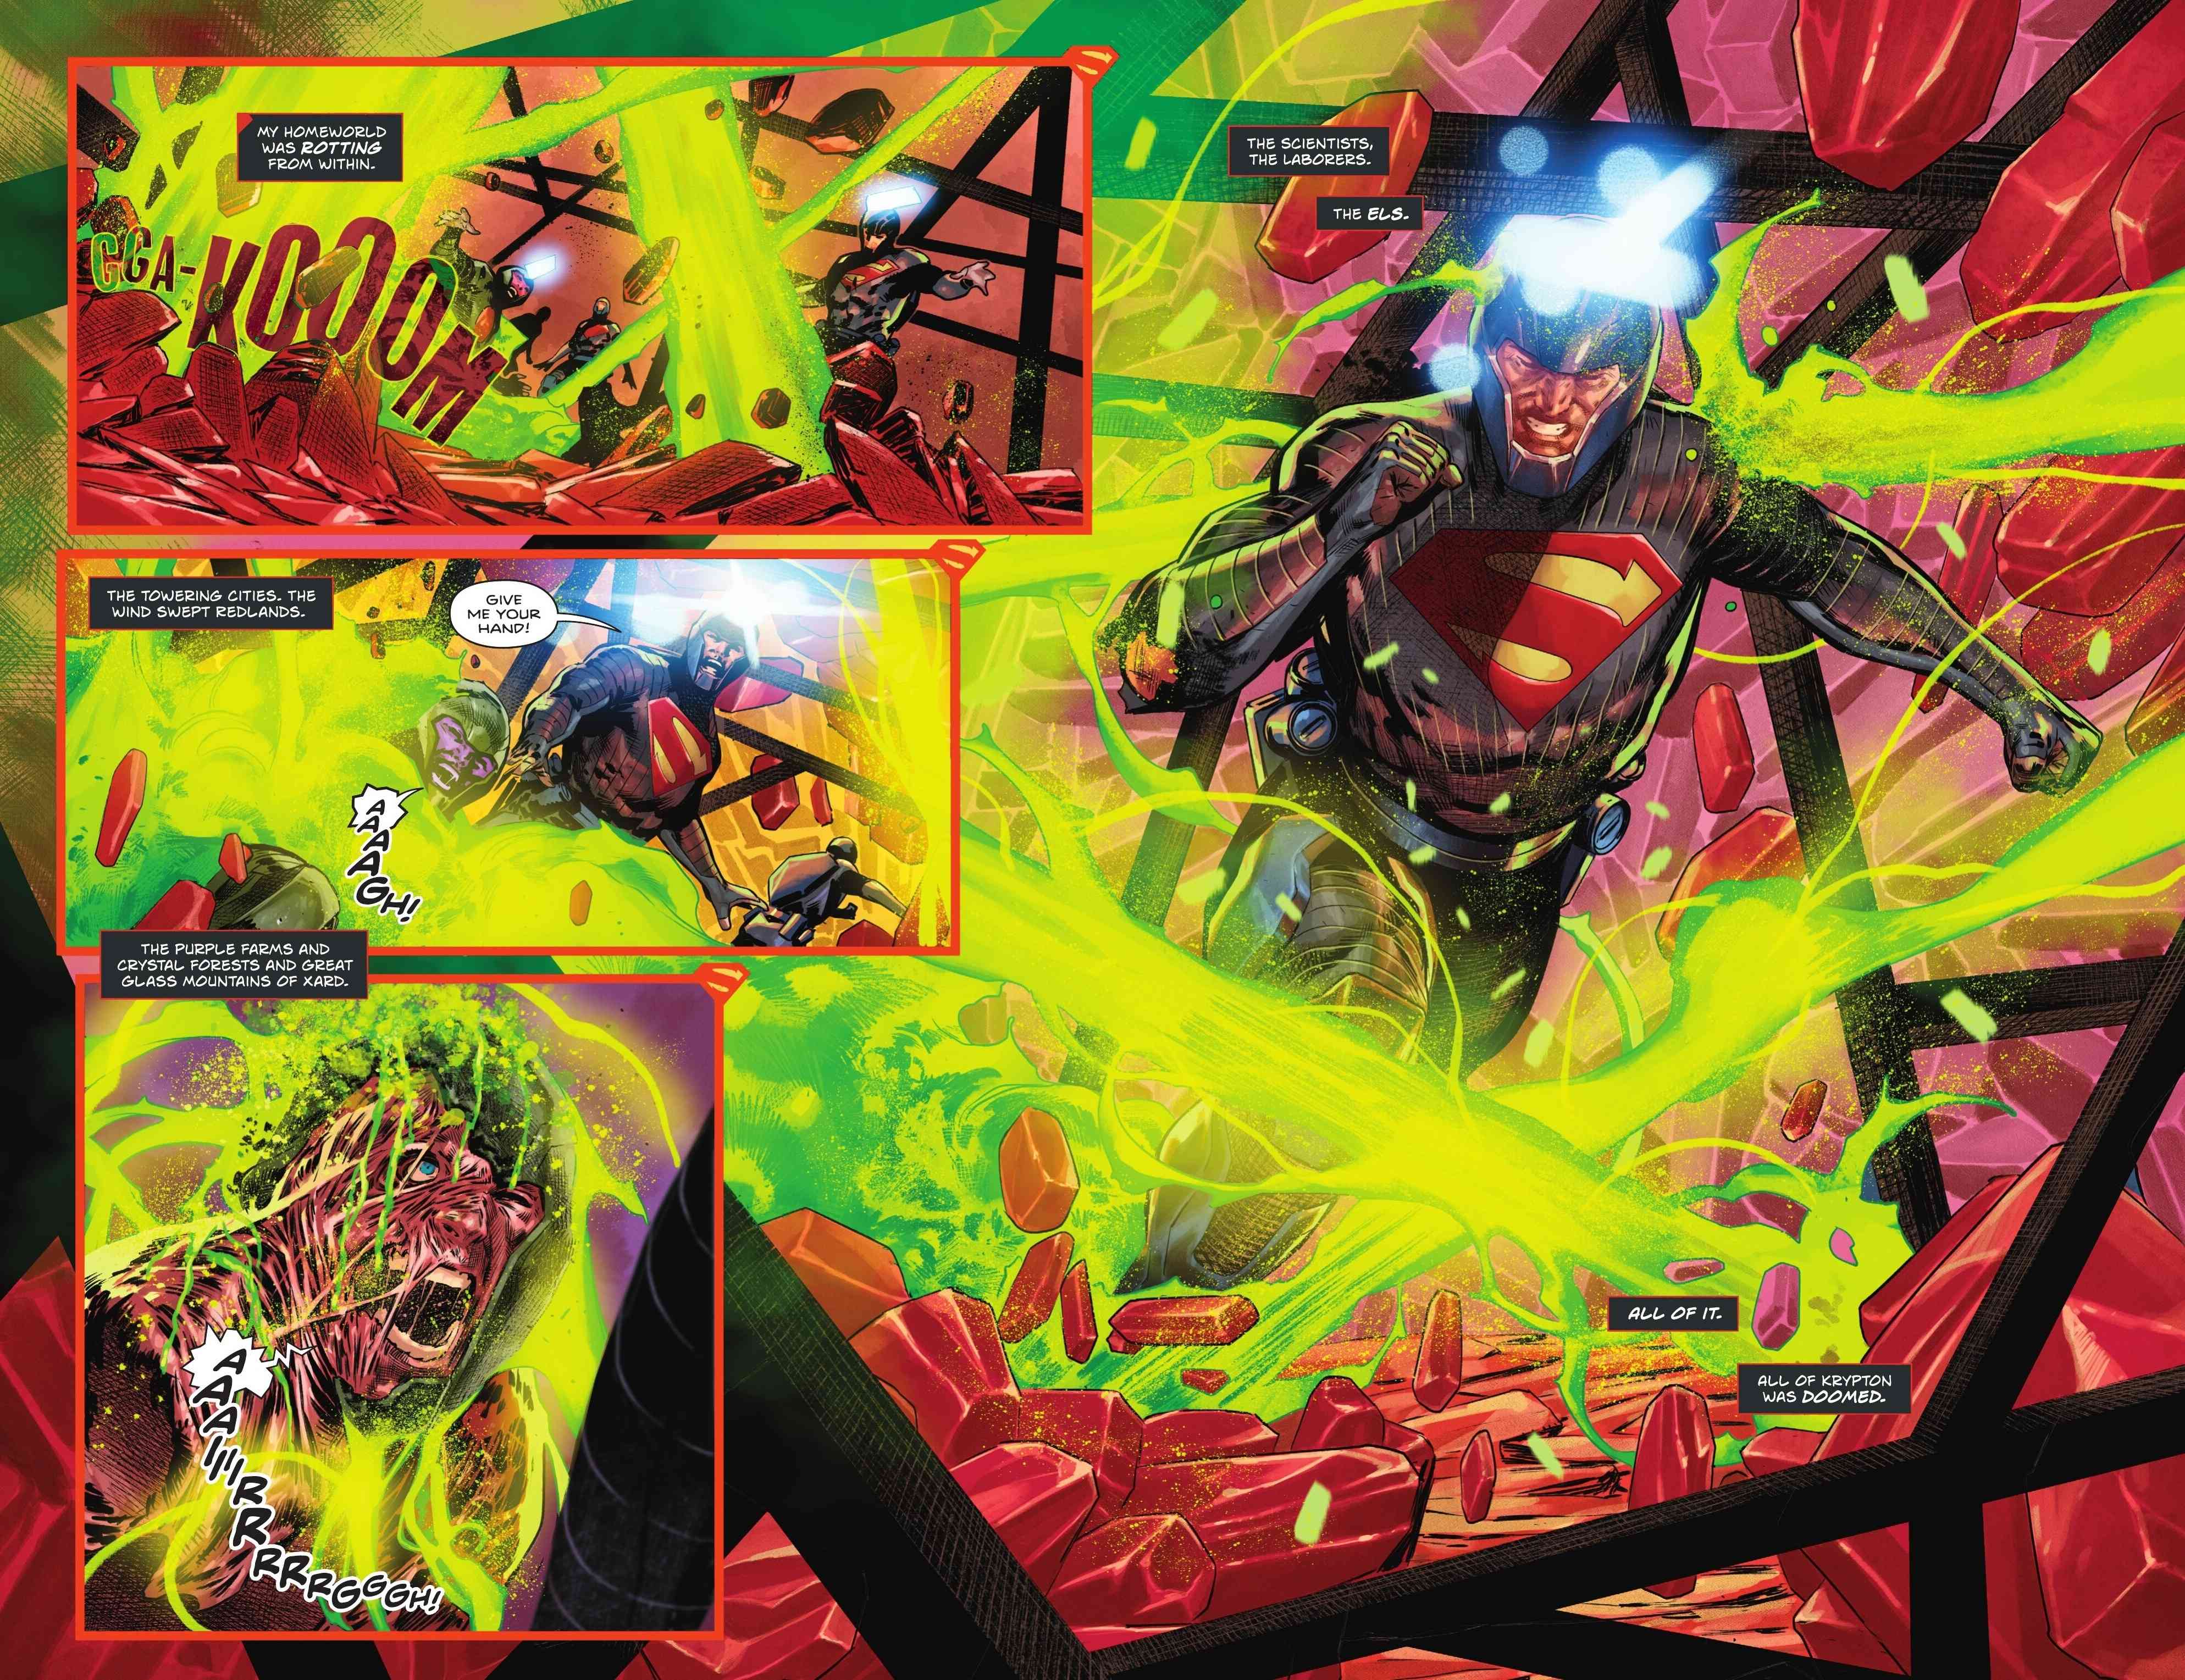 MY HOMEWORLD
WAS ROTTING
FROM WITHIN.
GGA-KOOOM
THE TOWERING CITIES. THE
WIND SWEPT REDLANDS.
GIVE
ME YOUR
HAND!
AAAAGH!
THE PURPLE FARMS AND
CRYSTAL FORESTS AND GREAT
GLASS MOUNTAINS OF XARD.
AAAIIIRRRRRGGGGH!
THE SCIENTISTS,
THE LABORERS.
THE ELS.
ALL OF IT.
ALL OF KRYPTON
WAS DOOMED.